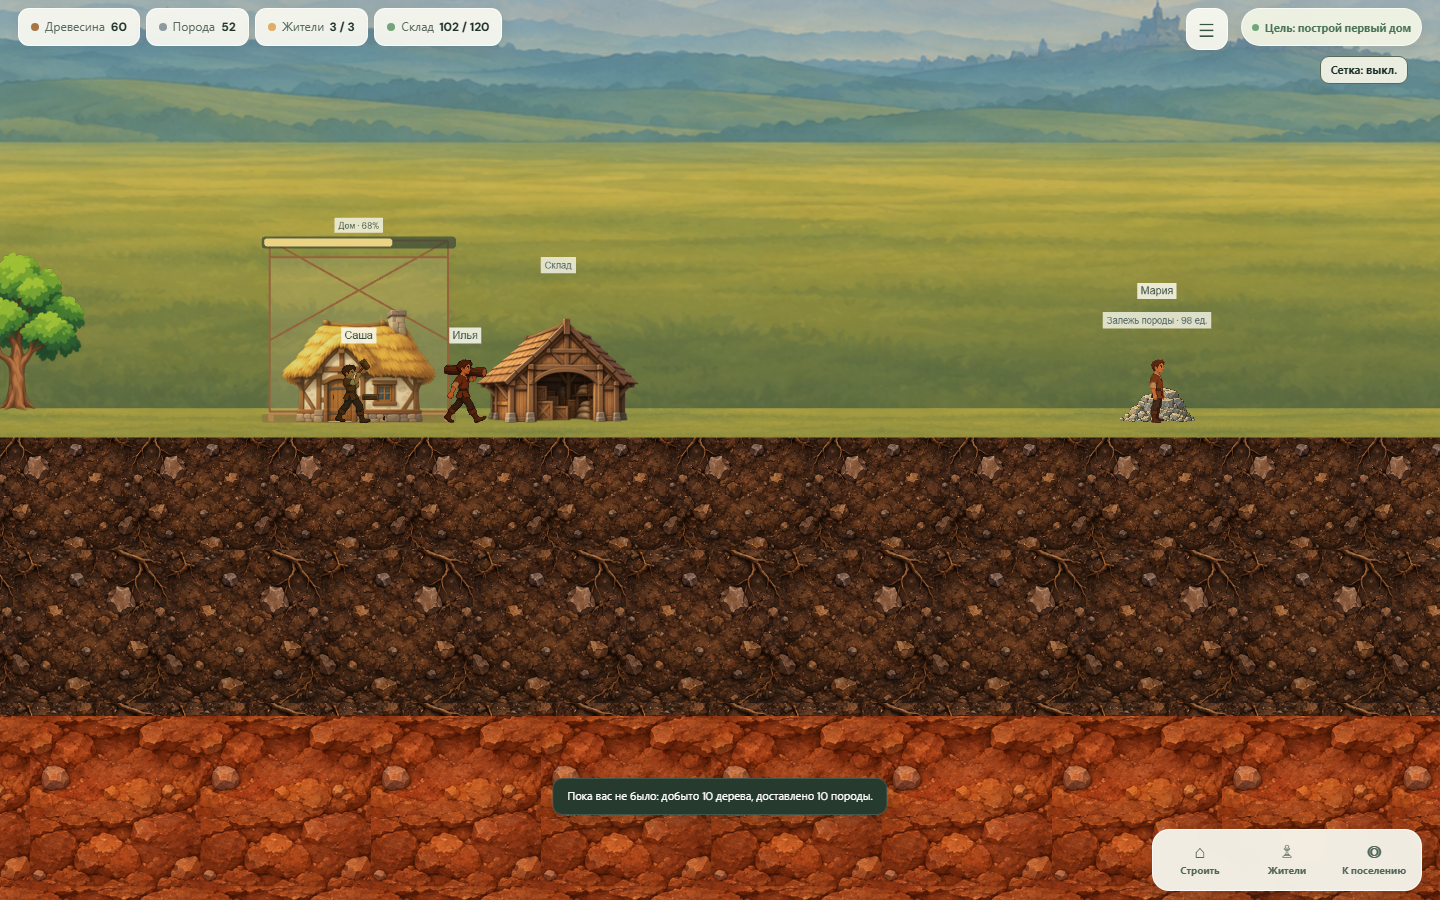 Древесина 60
Порода 52
Жители 3 / 3
Склад 102 / 120
Цель: построй первый дом
Сетка: выкл.
Дом · 68%
Склад
Мария
Залежь породы · 98 ед.
Саша
Илья
Пока вас не было: добыто 10 дерева, доставлено 10 породы.
Строить
Жители
К поселению